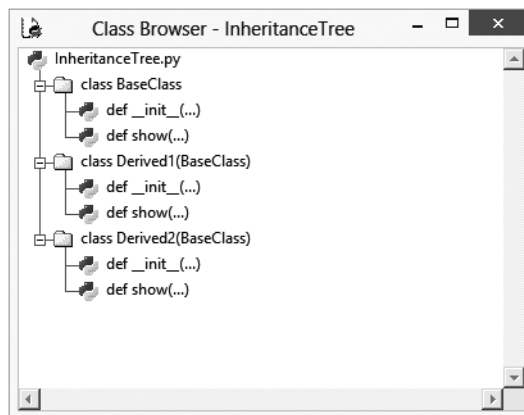 Class Browser - InheritanceTree
InheritanceTree.py
class BaseClass
def __init__(...)
def show(...)
class Derived1(BaseClass)
def __init__(...)
def show(...)
class Derived2(BaseClass)
def __init__(...)
def show(...)